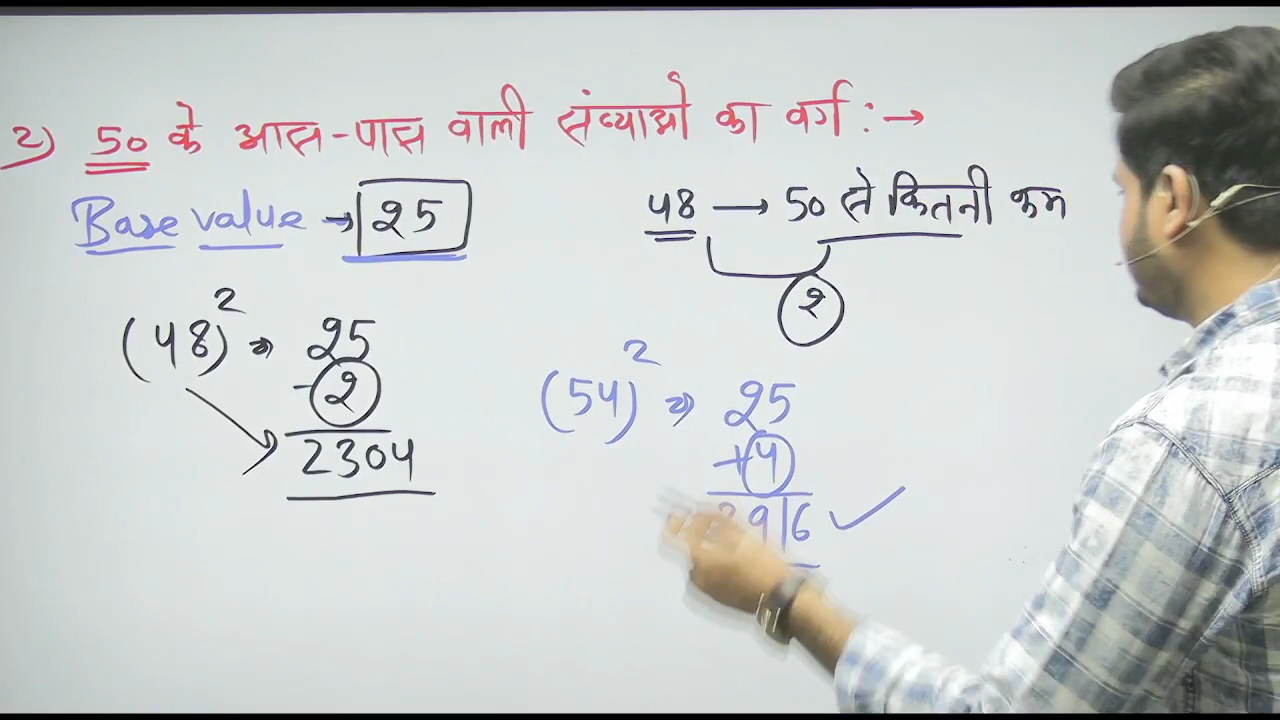 2) 50 के आस-पास वाली संख्याओ का वर्ग :→
Base value → 25
48 → 50 से कितनी कम
2
(48)² ⇒ 25
- 2
2304
(54)² ⇒ 25
+4
2916 ✓